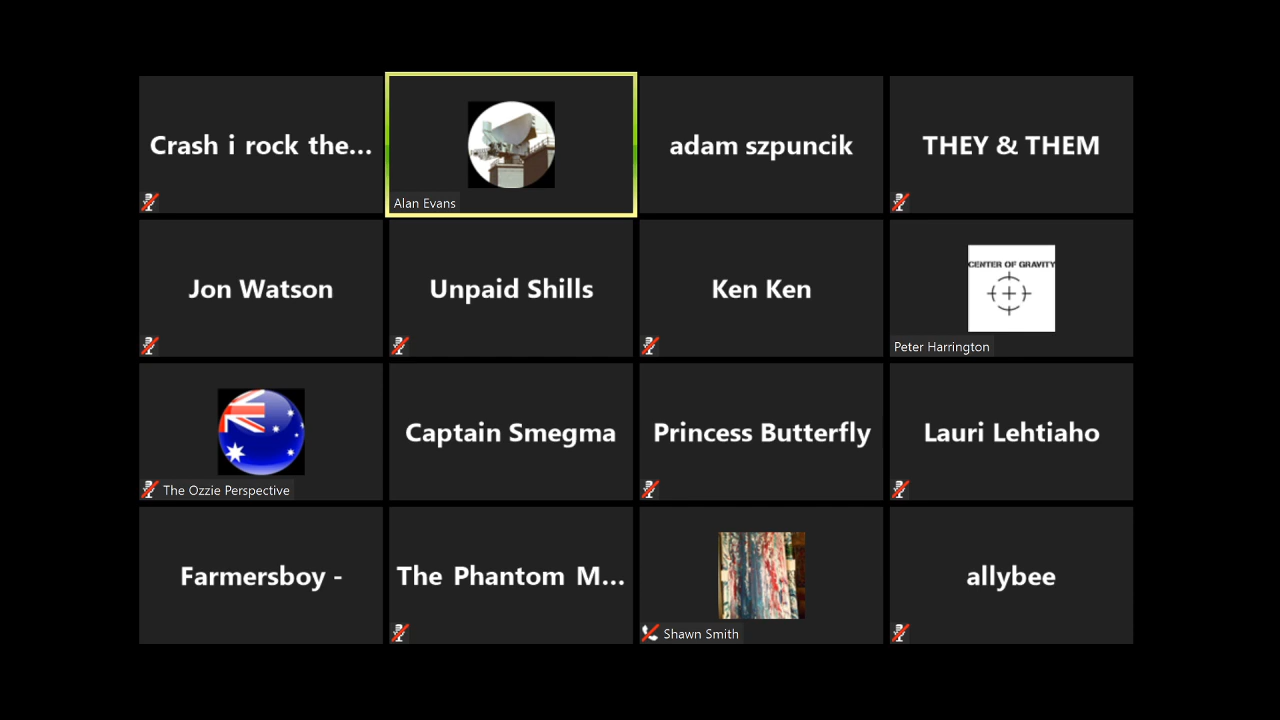 Crash i rock the...
Alan Evans
adam szpuncik
THEY & THEM
Jon Watson
Unpaid Shills
Ken Ken
CENTER OF GRAVITY
Peter Harrington
The Ozzie Perspective
Captain Smegma
Princess Butterfly
Lauri Lehtiaho
Farmersboy -
The Phantom M...
Shawn Smith
allybee